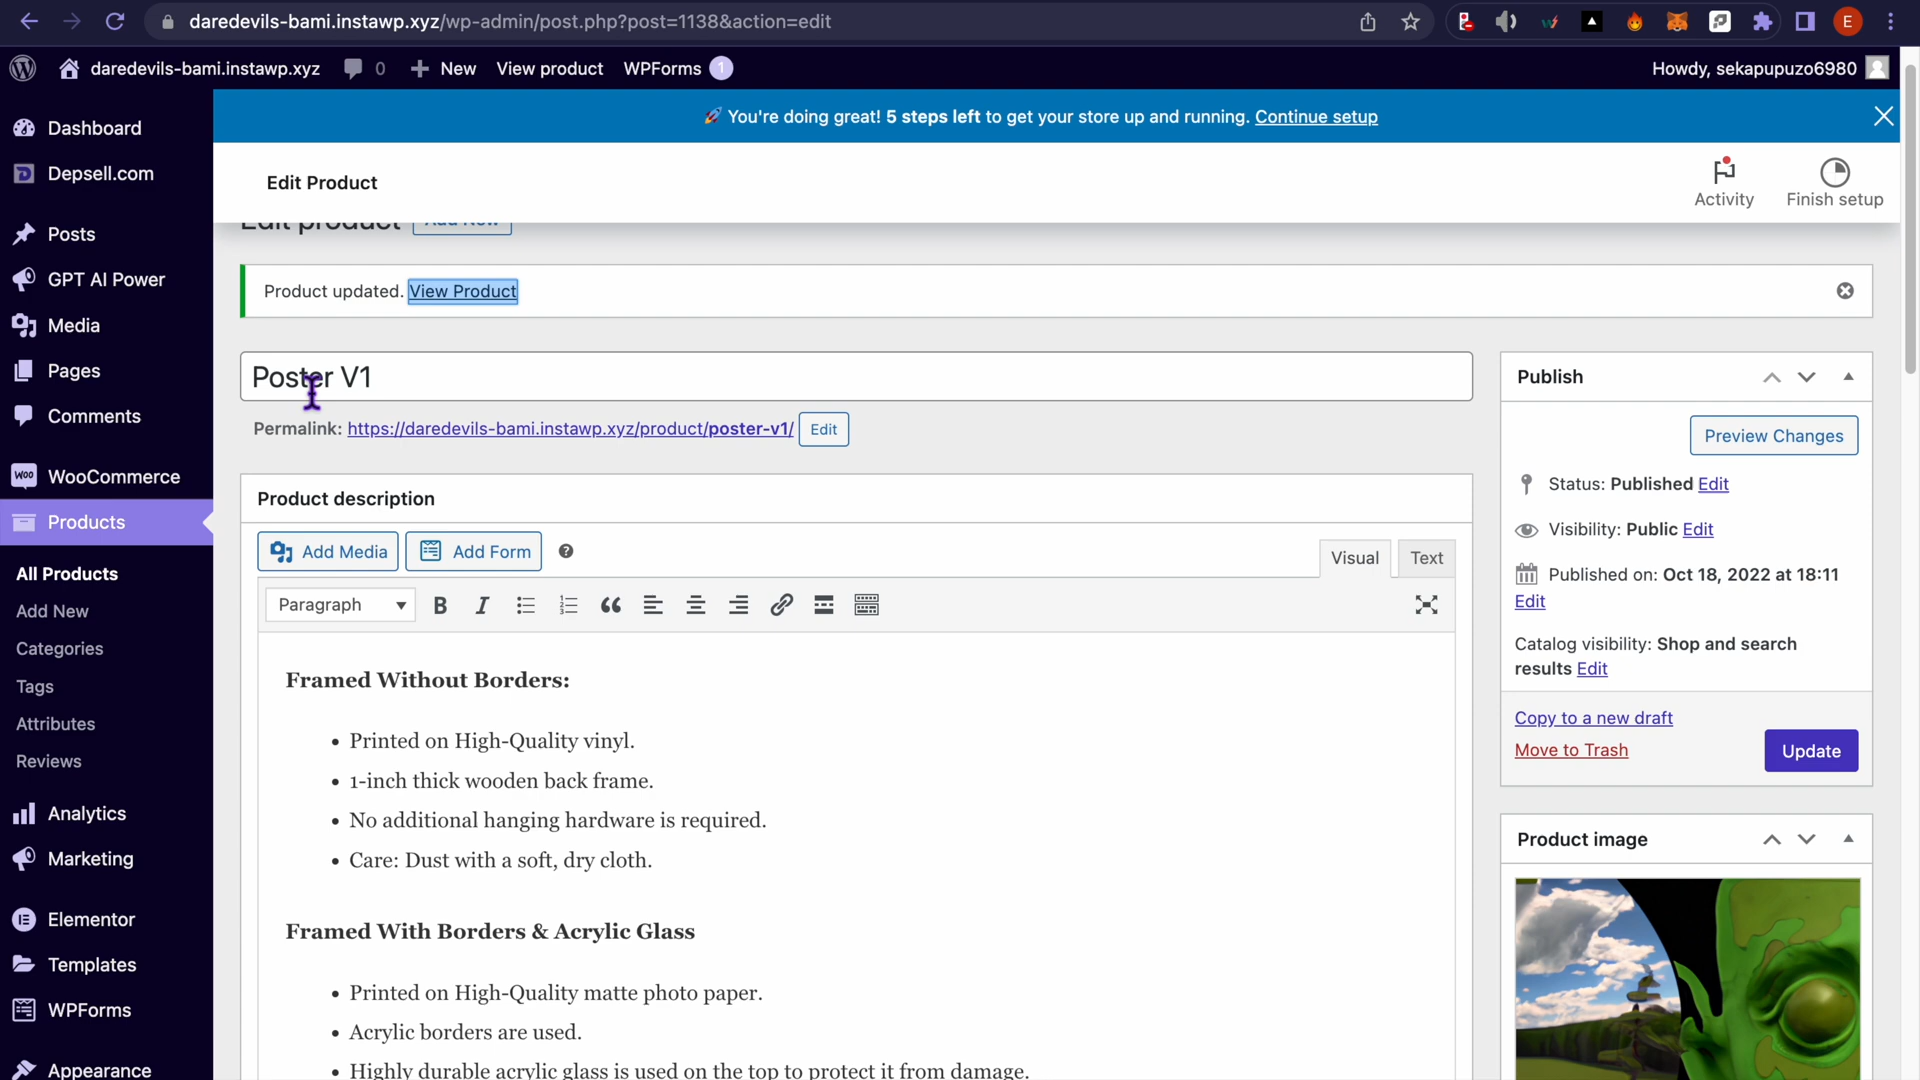 daredevils-bami.instawp.xyz/wp-admin/post.php?post=1138&action=edit
E
daredevils-bami.instawp.xyz 0 New View product WPForms 1 Howdy, sekapupuzo6980
🚀 You're doing great! 5 steps left to get your store up and running. Continue setup
Edit Product
Activity
Finish setup
Edit product Add New
Product updated. View Product
Poster V1
Permalink: https://daredevils-bami.instawp.xyz/product/poster-v1/ Edit
Product description
Add Media
Add Form
Visual
Text
Paragraph
B I
Framed Without Borders:
• Printed on High-Quality vinyl.
• 1-inch thick wooden back frame.
• No additional hanging hardware is required.
• Care: Dust with a soft, dry cloth.
Framed With Borders & Acrylic Glass
• Printed on High-Quality matte photo paper.
• Acrylic borders are used.
• Highly durable acrylic glass is used on the top to protect it from damage.
Dashboard
Depsell.com
Posts
GPT AI Power
Media
Pages
Comments
Woo WooCommerce
Products
All Products
Add New
Categories
Tags
Attributes
Reviews
Analytics
Marketing
Elementor
Templates
WPForms
Appearance
Publish
Preview Changes
Status: Published Edit
Visibility: Public Edit
Published on: Oct 18, 2022 at 18:11
Edit
Catalog visibility: Shop and search
results Edit
Copy to a new draft
Move to Trash
Update
Product image